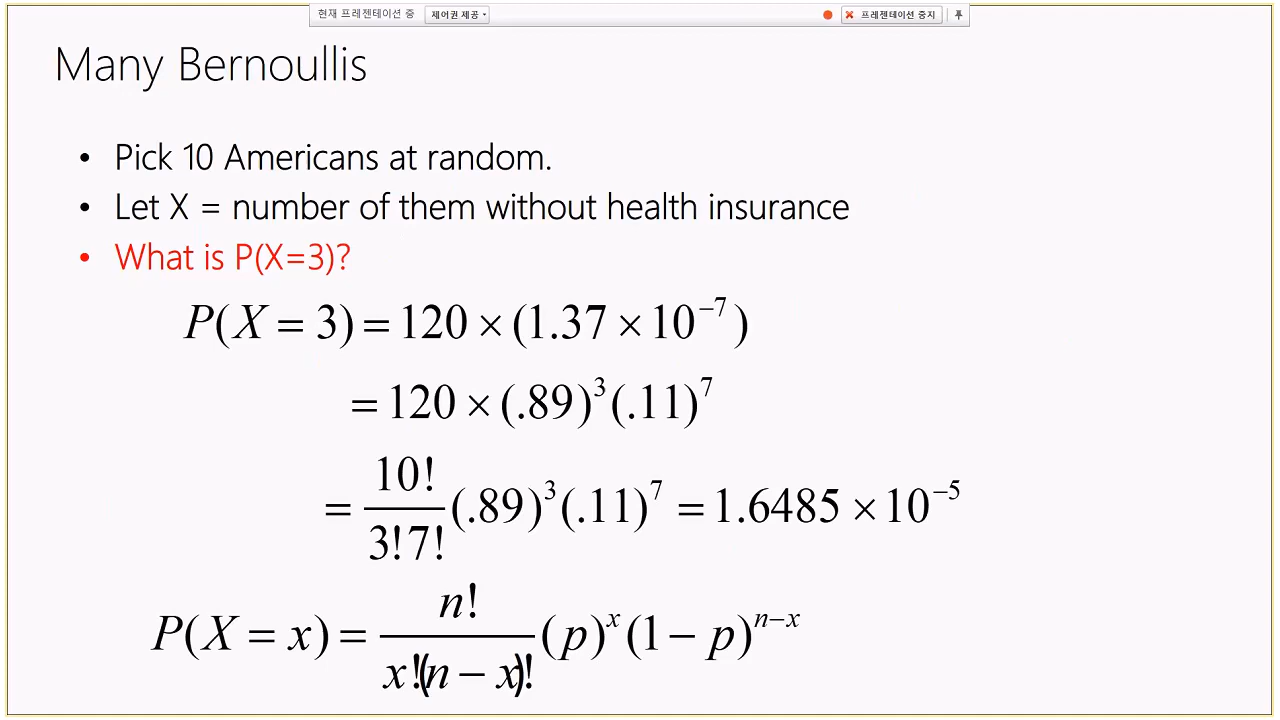 현재 프레젠테이션 중 제어권 제공 프레젠테이션 중지
Many Bernoullis
• Pick 10 Americans at random.
• Let X = number of them without health insurance
• What is P(X=3)?
P(X = 3) = 120 × (1.37 × 10⁻⁷)
= 120 × (.89)³(.11)⁷
= 10!/3!7! (.89)³(.11)⁷ = 1.6485 × 10⁻⁵
P(X = x) = n!/x!(n − x)! (p)ˣ(1 − p)ⁿ⁻ˣ